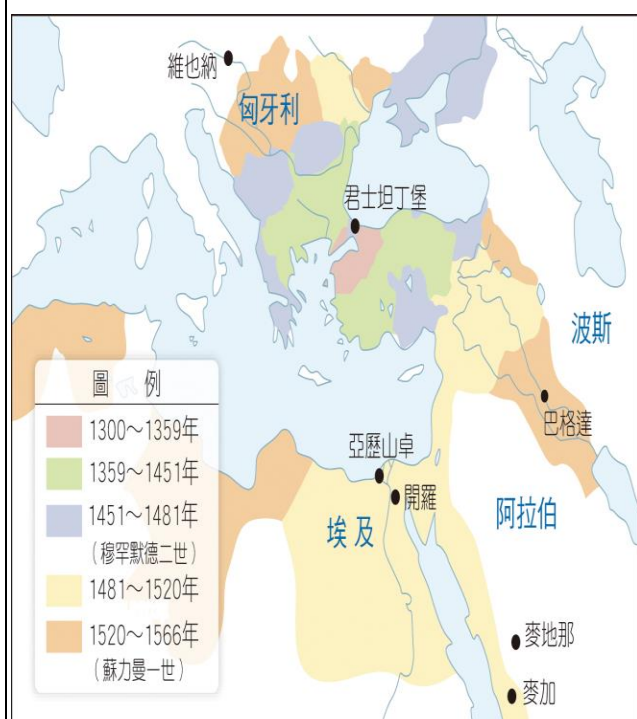 維也納
匈牙利
君士坦丁堡
波斯
巴格達
亞歷山卓
開羅
埃及
阿拉伯
麥地那
麥加
圖 例
1300～1359年
1359～1451年
1451～1481年
（穆罕默德二世）
1481～1520年
1520～1566年
（蘇力曼一世）